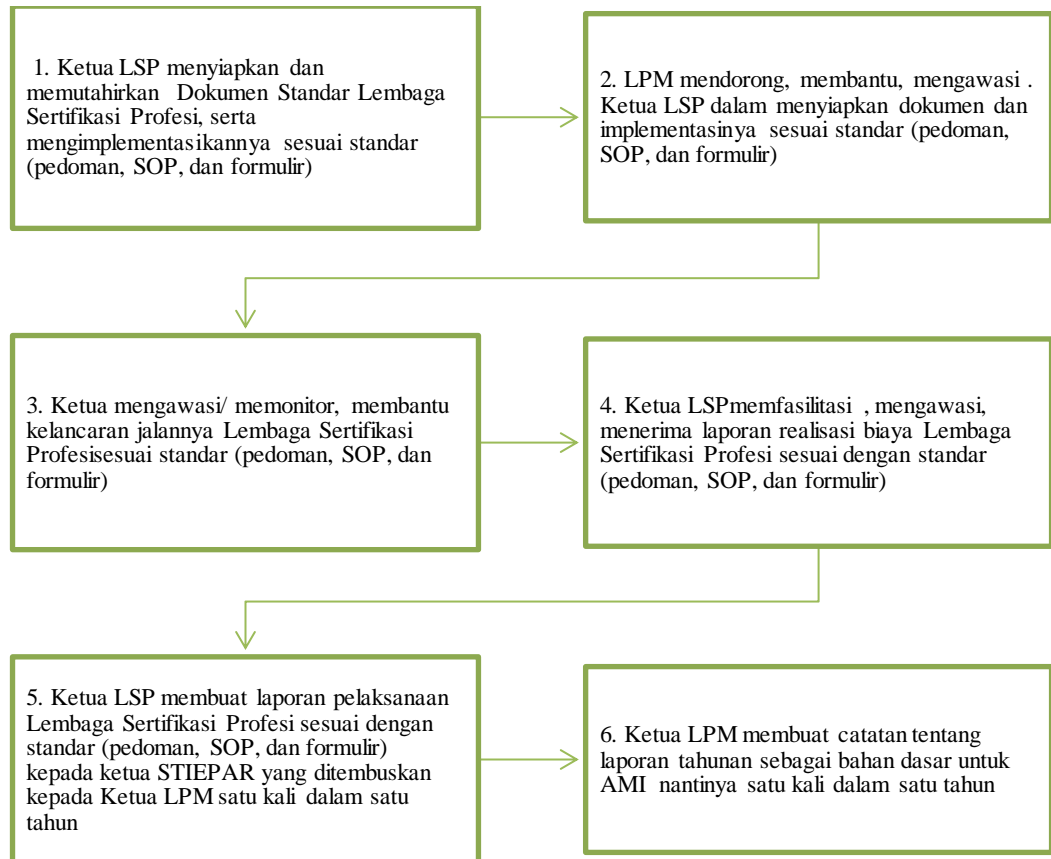 1. Ketua LSP menyiapkan dan
memutahirkan Dokumen Standar Lembaga
Sertifikasi Profesi, serta
mengimplementasikannya sesuai standar
(pedoman, SOP, dan formulir)
2. LPM mendorong, membantu, mengawasi .
Ketua LSP dalam menyiapkan dokumen dan
implementasinya sesuai standar (pedoman,
SOP, dan formulir)
3. Ketua mengawasi/ memonitor, membantu
kelancaran jalannya Lembaga Sertifikasi
Profesisesuai standar (pedoman, SOP, dan
formulir)
4. Ketua LSPmemfasilitasi , mengawasi,
menerima laporan realisasi biaya Lembaga
Sertifikasi Profesi sesuai dengan standar
(pedoman, SOP, dan formulir)
5. Ketua LSP membuat laporan pelaksanaan
Lembaga Sertifikasi Profesi sesuai dengan
standar (pedoman, SOP, dan formulir)
kepada ketua STIEPAR yang ditembuskan
kepada Ketua LPM satu kali dalam satu
tahun
6. Ketua LPM membuat catatan tentang
laporan tahunan sebagai bahan dasar untuk
AMI nantinya satu kali dalam satu tahun